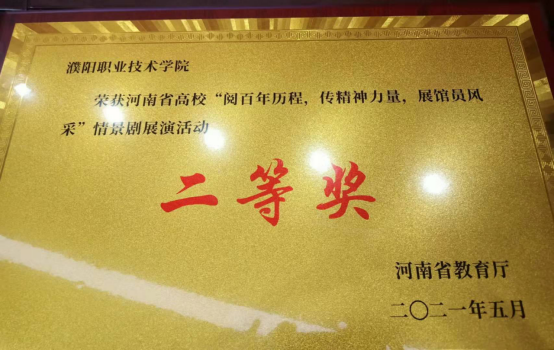 濮阳职业技术学院
荣获河南省高校“阅百年历程，传精神力量，展馆员风
采”情景剧展演活动
二等奖
河南省教育厅
二〇二一年五月